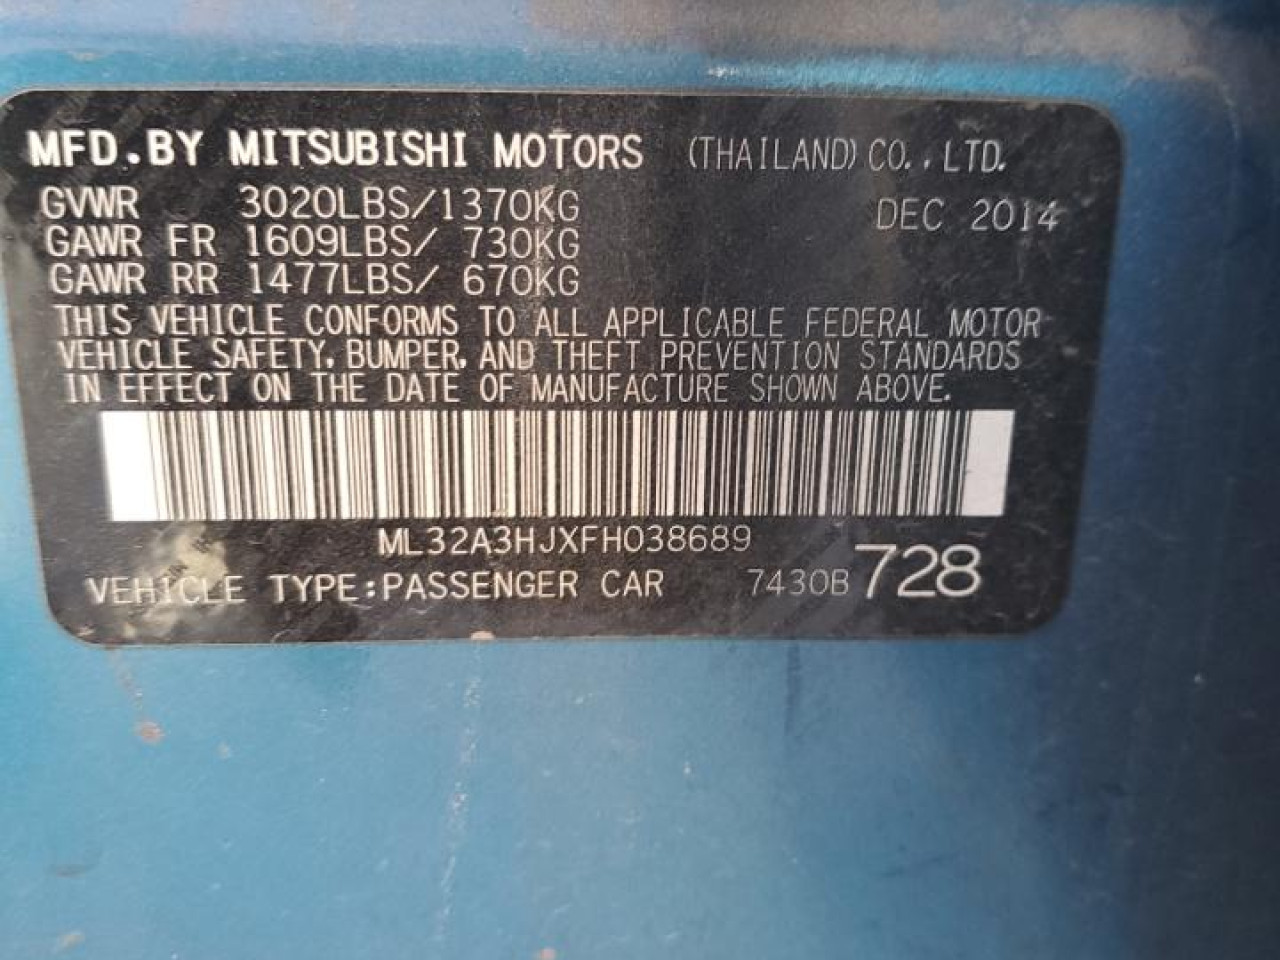 MFD.BY MITSUBISHI MOTORS (THAILAND) CO., LTD.
GVWR 3020LBS/1370KG DEC 2014
GAWR FR 1609LBS/ 730KG
GAWR RR 1477LBS/ 670KG
THIS VEHICLE CONFORMS TO ALL APPLICABLE FEDERAL MOTOR
VEHICLE SAFETY, BUMPER, AND THEFT PREVENTION STANDARDS
IN EFFECT ON THE DATE OF MANUFACTURE SHOWN ABOVE.
ML32A3HJXFH038689
VEHICLE TYPE:PASSENGER CAR 7430B 728